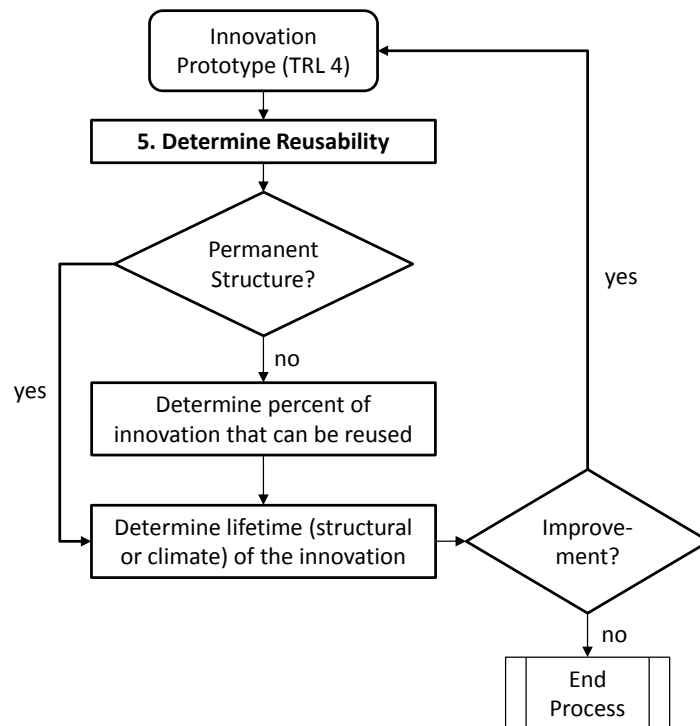 Innovation
Prototype (TRL 4)
5. Determine Reusability
Permanent
Structure?
yes
no
yes
Determine percent of
innovation that can be reused
Determine lifetime (structural
or climate) of the innovation
Improve-
ment?
no
End
Process